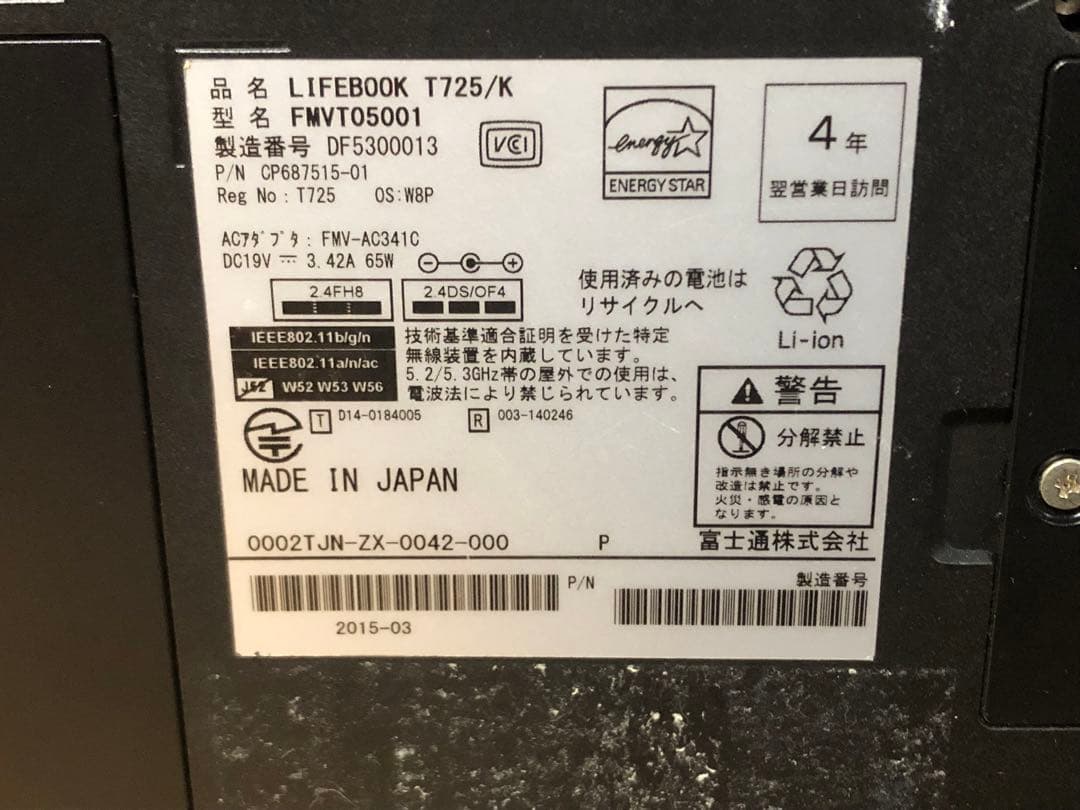 品 名 LIFEBOOK T725/K
型 名 FMVT05001
製造番号 DF5300013
P/N CP687515-01
Reg No : T725 OS:W8P
VCI
energy
ENERGY STAR
4年
翌営業日訪問
ACｱﾀﾞﾌﾟﾀ : FMV-AC341C
DC19V ⎓ 3.42A 65W
2.4FH8
2.4DS/OF4
使用済みの電池は
リサイクルへ
Li-ion
IEEE802.11b/g/n
IEEE802.11a/n/ac
J52 W52 W53 W56
技術基準適合証明を受けた特定
無線装置を内蔵しています。
5.2/5.3GHz帯の屋外での使用は、
電波法により禁じられています。
T D14-0184005
R 003-140246
警告
分解禁止
指示無き場所の分解や
改造は禁止です。
火災・感電の原因と
なります。
MADE IN JAPAN
0002TJN-ZX-0042-000 P 富士通株式会社
P/N
製造番号
2015-03